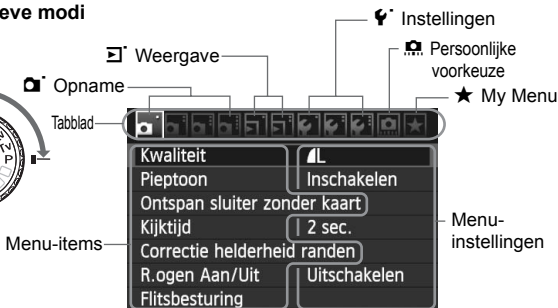 eve modi
Instellingen
Weergave
Persoonlijke
voorkeuze
Opname
★ My Menu
Tabblad
Kwaliteit L
Pieptoon Inschakelen
Ontspan sluiter zonder kaart
Kijktijd 2 sec.
Menu-items
Menu-
instellingen
Correctie helderheid randen
R.ogen Aan/Uit Uitschakelen
Flitsbesturing
P